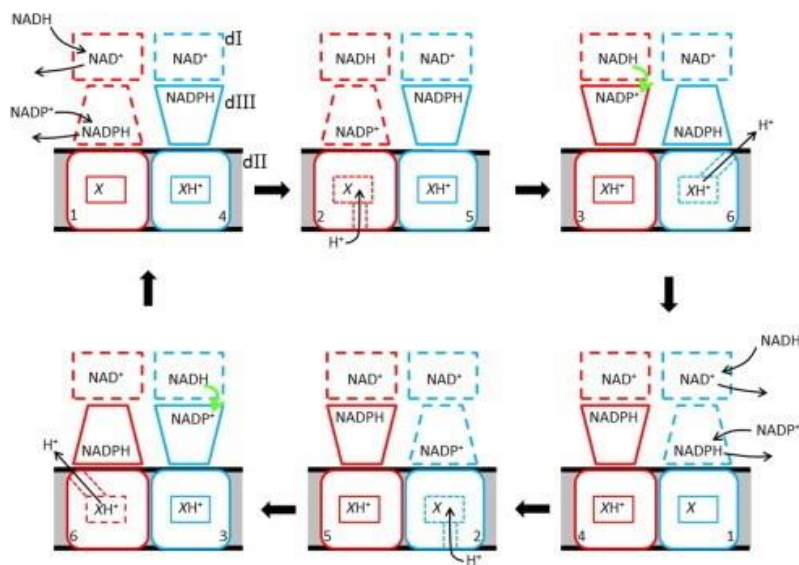 NADH
NAD⁺ NAD⁺ dI
NADP⁺ NADPH dIII
NADPH
dII
X XH⁺
1 4
NADH NAD⁺
NADPH
NADP⁺
X XH⁺
2 5
H⁺
NADH NAD⁺
NADP⁺
NADPH H⁺
XH⁺ XH⁺
3 6
NAD⁺ NADH
NADP⁺
NADPH
H⁺
XH⁺ XH⁺
6 3
NAD⁺ NAD⁺
NADPH
NADP⁺
XH⁺ X
5 2
H⁺
NADH
NAD⁺ NAD⁺
NADPH NADP⁺
NADPH
XH⁺ X
4 1